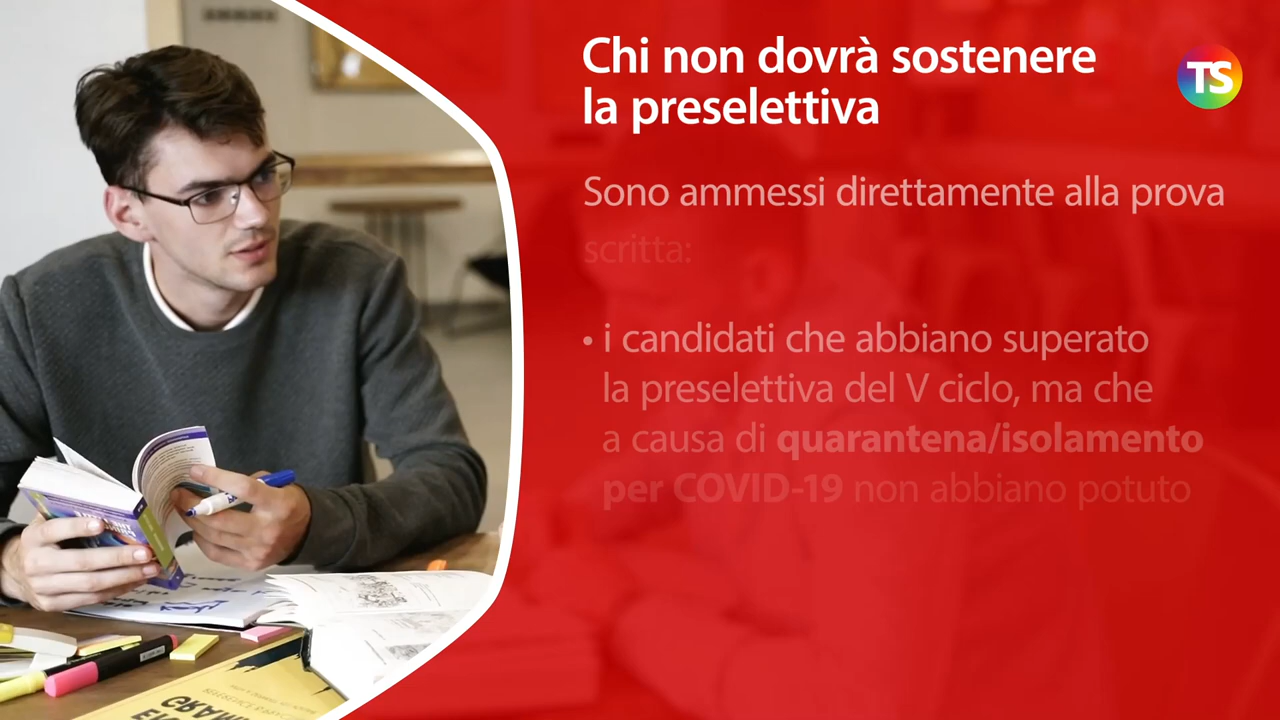 Chi non dovrà sostenere
la preselettiva
TS
Sono ammessi direttamente alla prova
scritta:
• i candidati che abbiano superato
la preselettiva del V ciclo, ma che
a causa di quarantena/isolamento
per COVID-19 non abbiano potuto